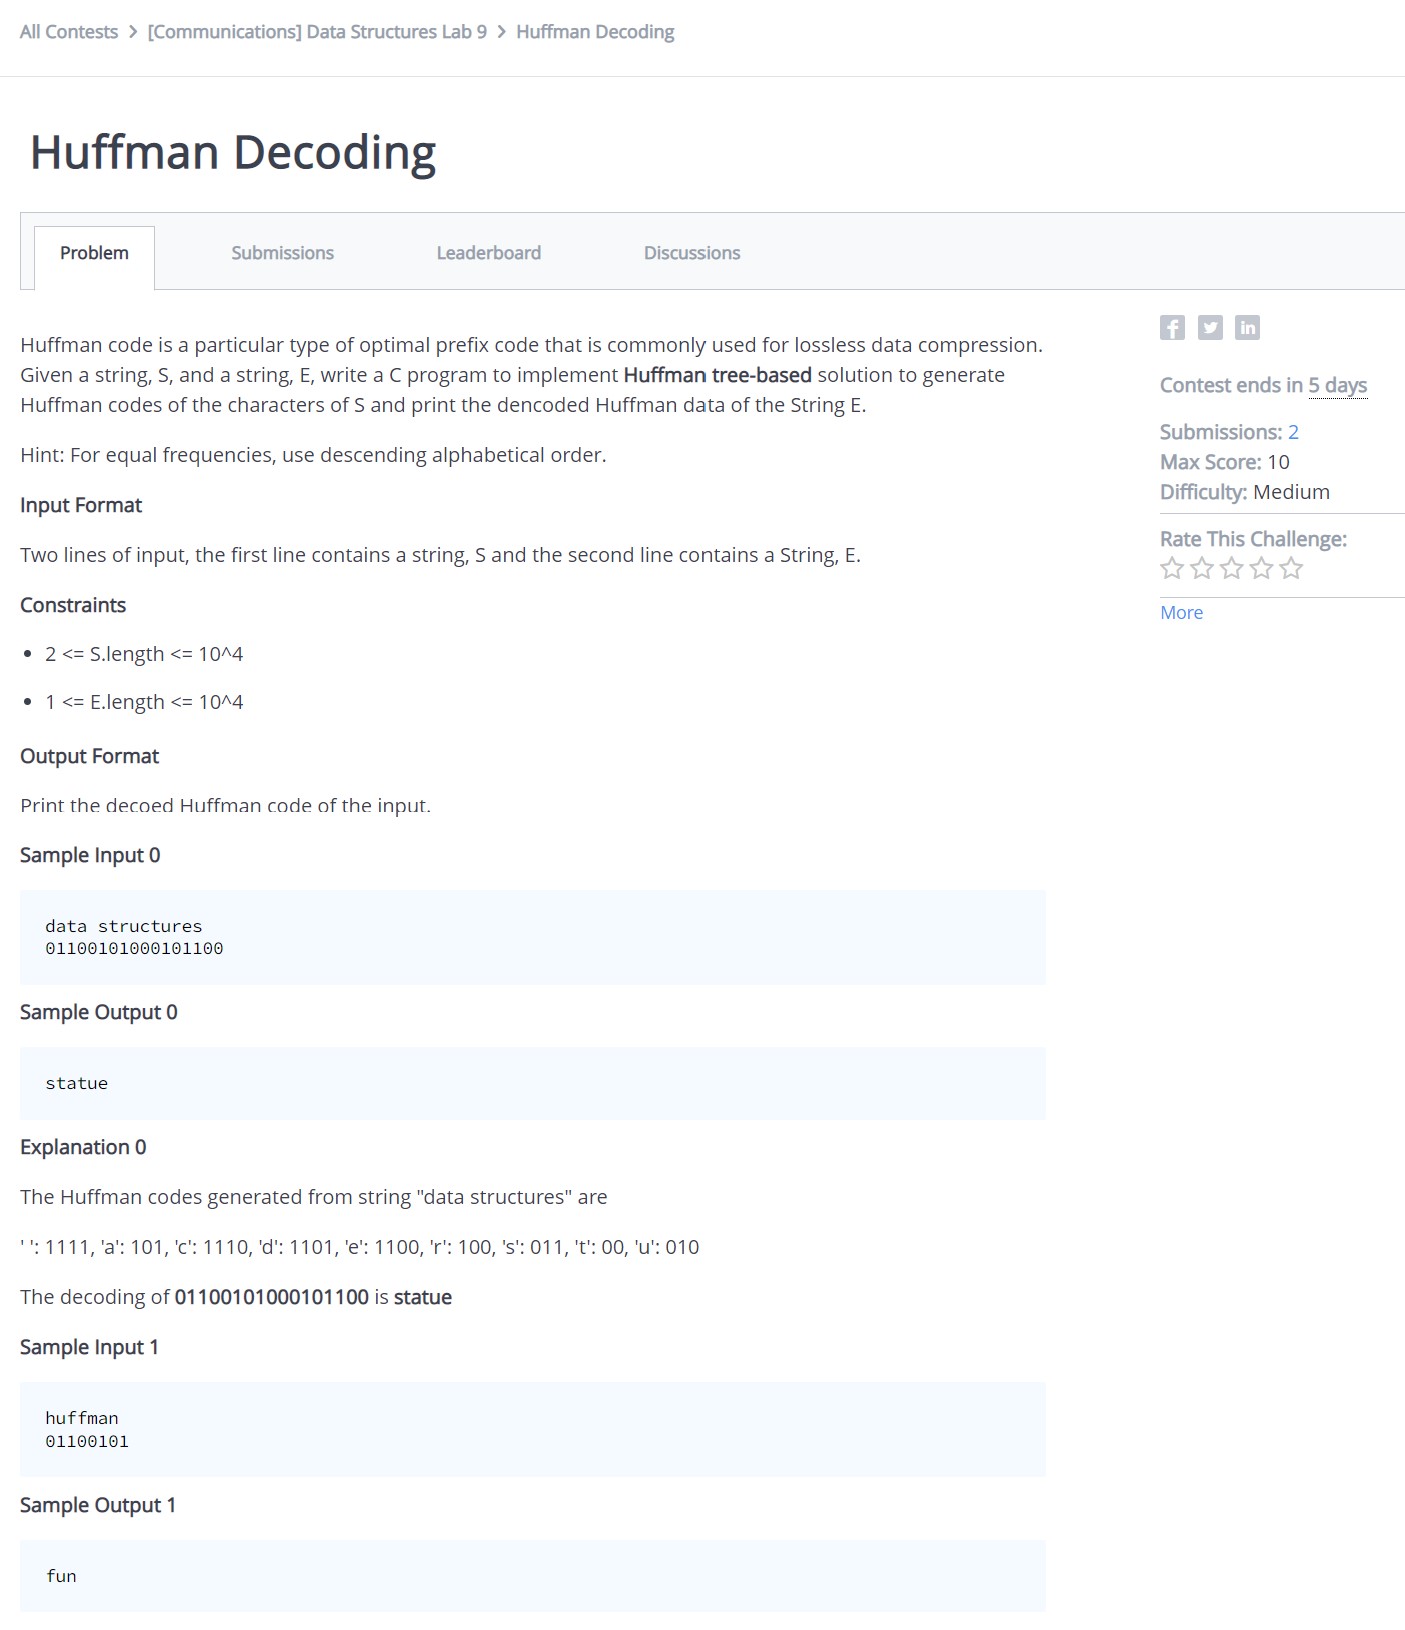 All Contests > [Communications] Data Structures Lab 9 > Huffman Decoding
Huffman Decoding
Problem Submissions Leaderboard Discussions
Huffman code is a particular type of optimal prefix code that is commonly used for lossless data compression.
Given a string, S, and a string, E, write a C program to implement Huffman tree-based solution to generate
Huffman codes of the characters of S and print the dencoded Huffman data of the String E.
Hint: For equal frequencies, use descending alphabetical order.
Input Format
Two lines of input, the first line contains a string, S and the second line contains a String, E.
Constraints
• 2 <= S.length <= 10^4
• 1 <= E.length <= 10^4
Output Format
Print the decoed Huffman code of the input.
Sample Input 0
data structures
01100101000101100
Sample Output 0
statue
Explanation 0
The Huffman codes generated from string "data structures" are
' ': 1111, 'a': 101, 'c': 1110, 'd': 1101, 'e': 1100, 'r': 100, 's': 011, 't': 00, 'u': 010
The decoding of 01100101000101100 is statue
Sample Input 1
huffman
01100101
Sample Output 1
fun
f in
Contest ends in 5 days
Submissions: 2
Max Score: 10
Difficulty: Medium
Rate This Challenge:
More